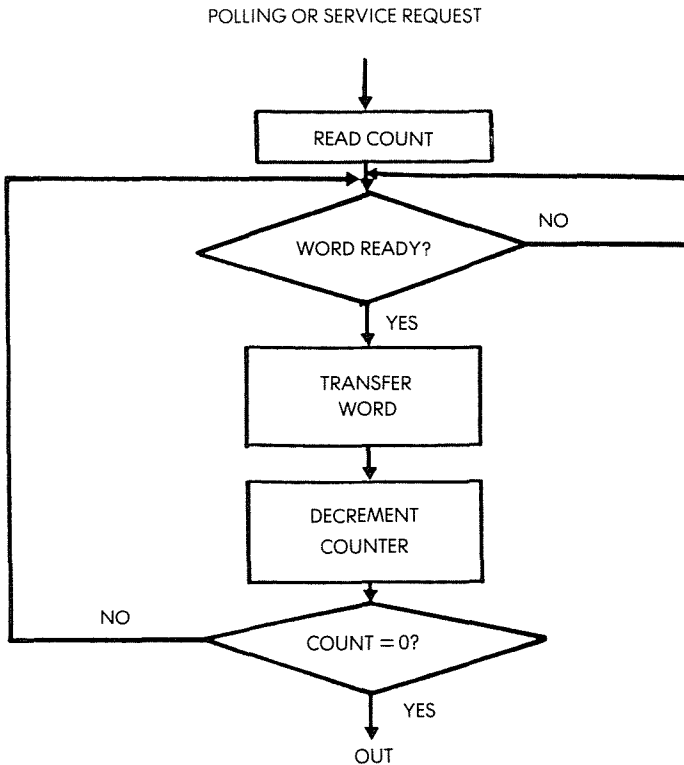 POLLING OR SERVICE REQUEST
READ COUNT
WORD READY?
NO
YES
TRANSFER
WORD
DECREMENT
COUNTER
NO
COUNT = 0?
YES
OUT